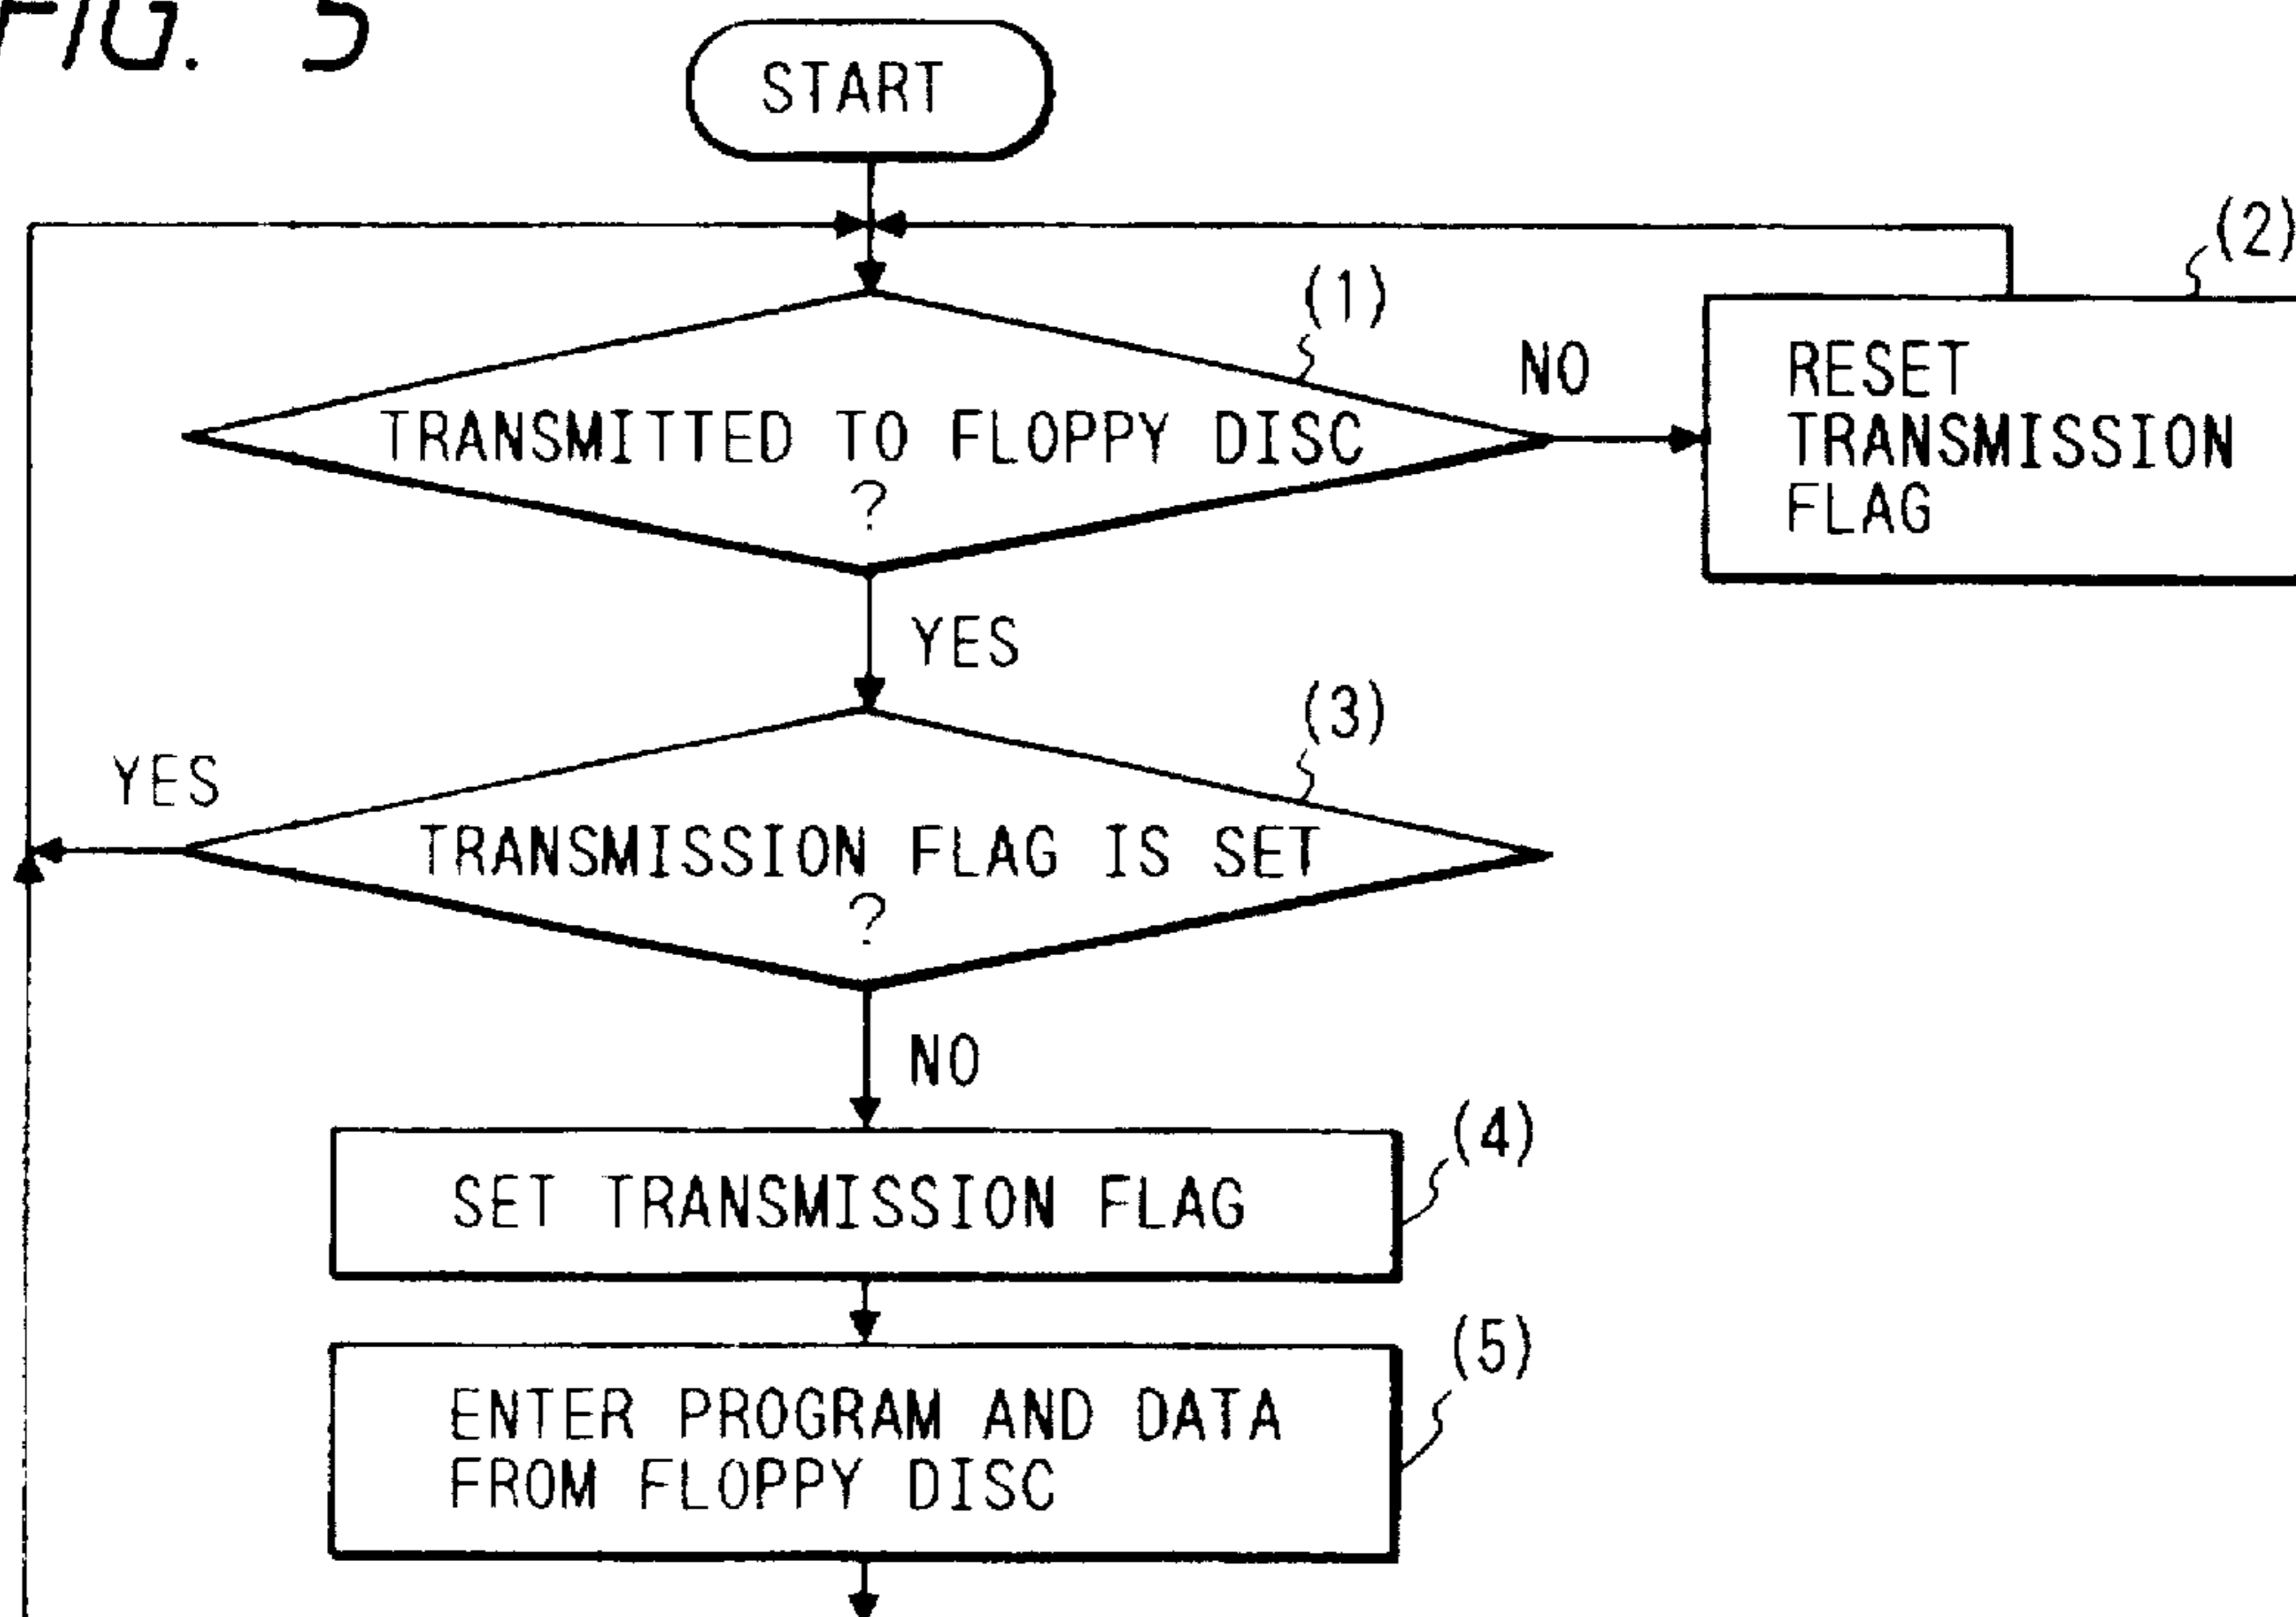 FIG. 5
START
(1)
(2)
TRANSMITTED TO FLOPPY DISC
?
NO
RESET
TRANSMISSION
FLAG
YES
(3)
YES
TRANSMISSION FLAG IS SET
?
NO
(4)
SET TRANSMISSION FLAG
(5)
ENTER PROGRAM AND DATA
FROM FLOPPY DISC